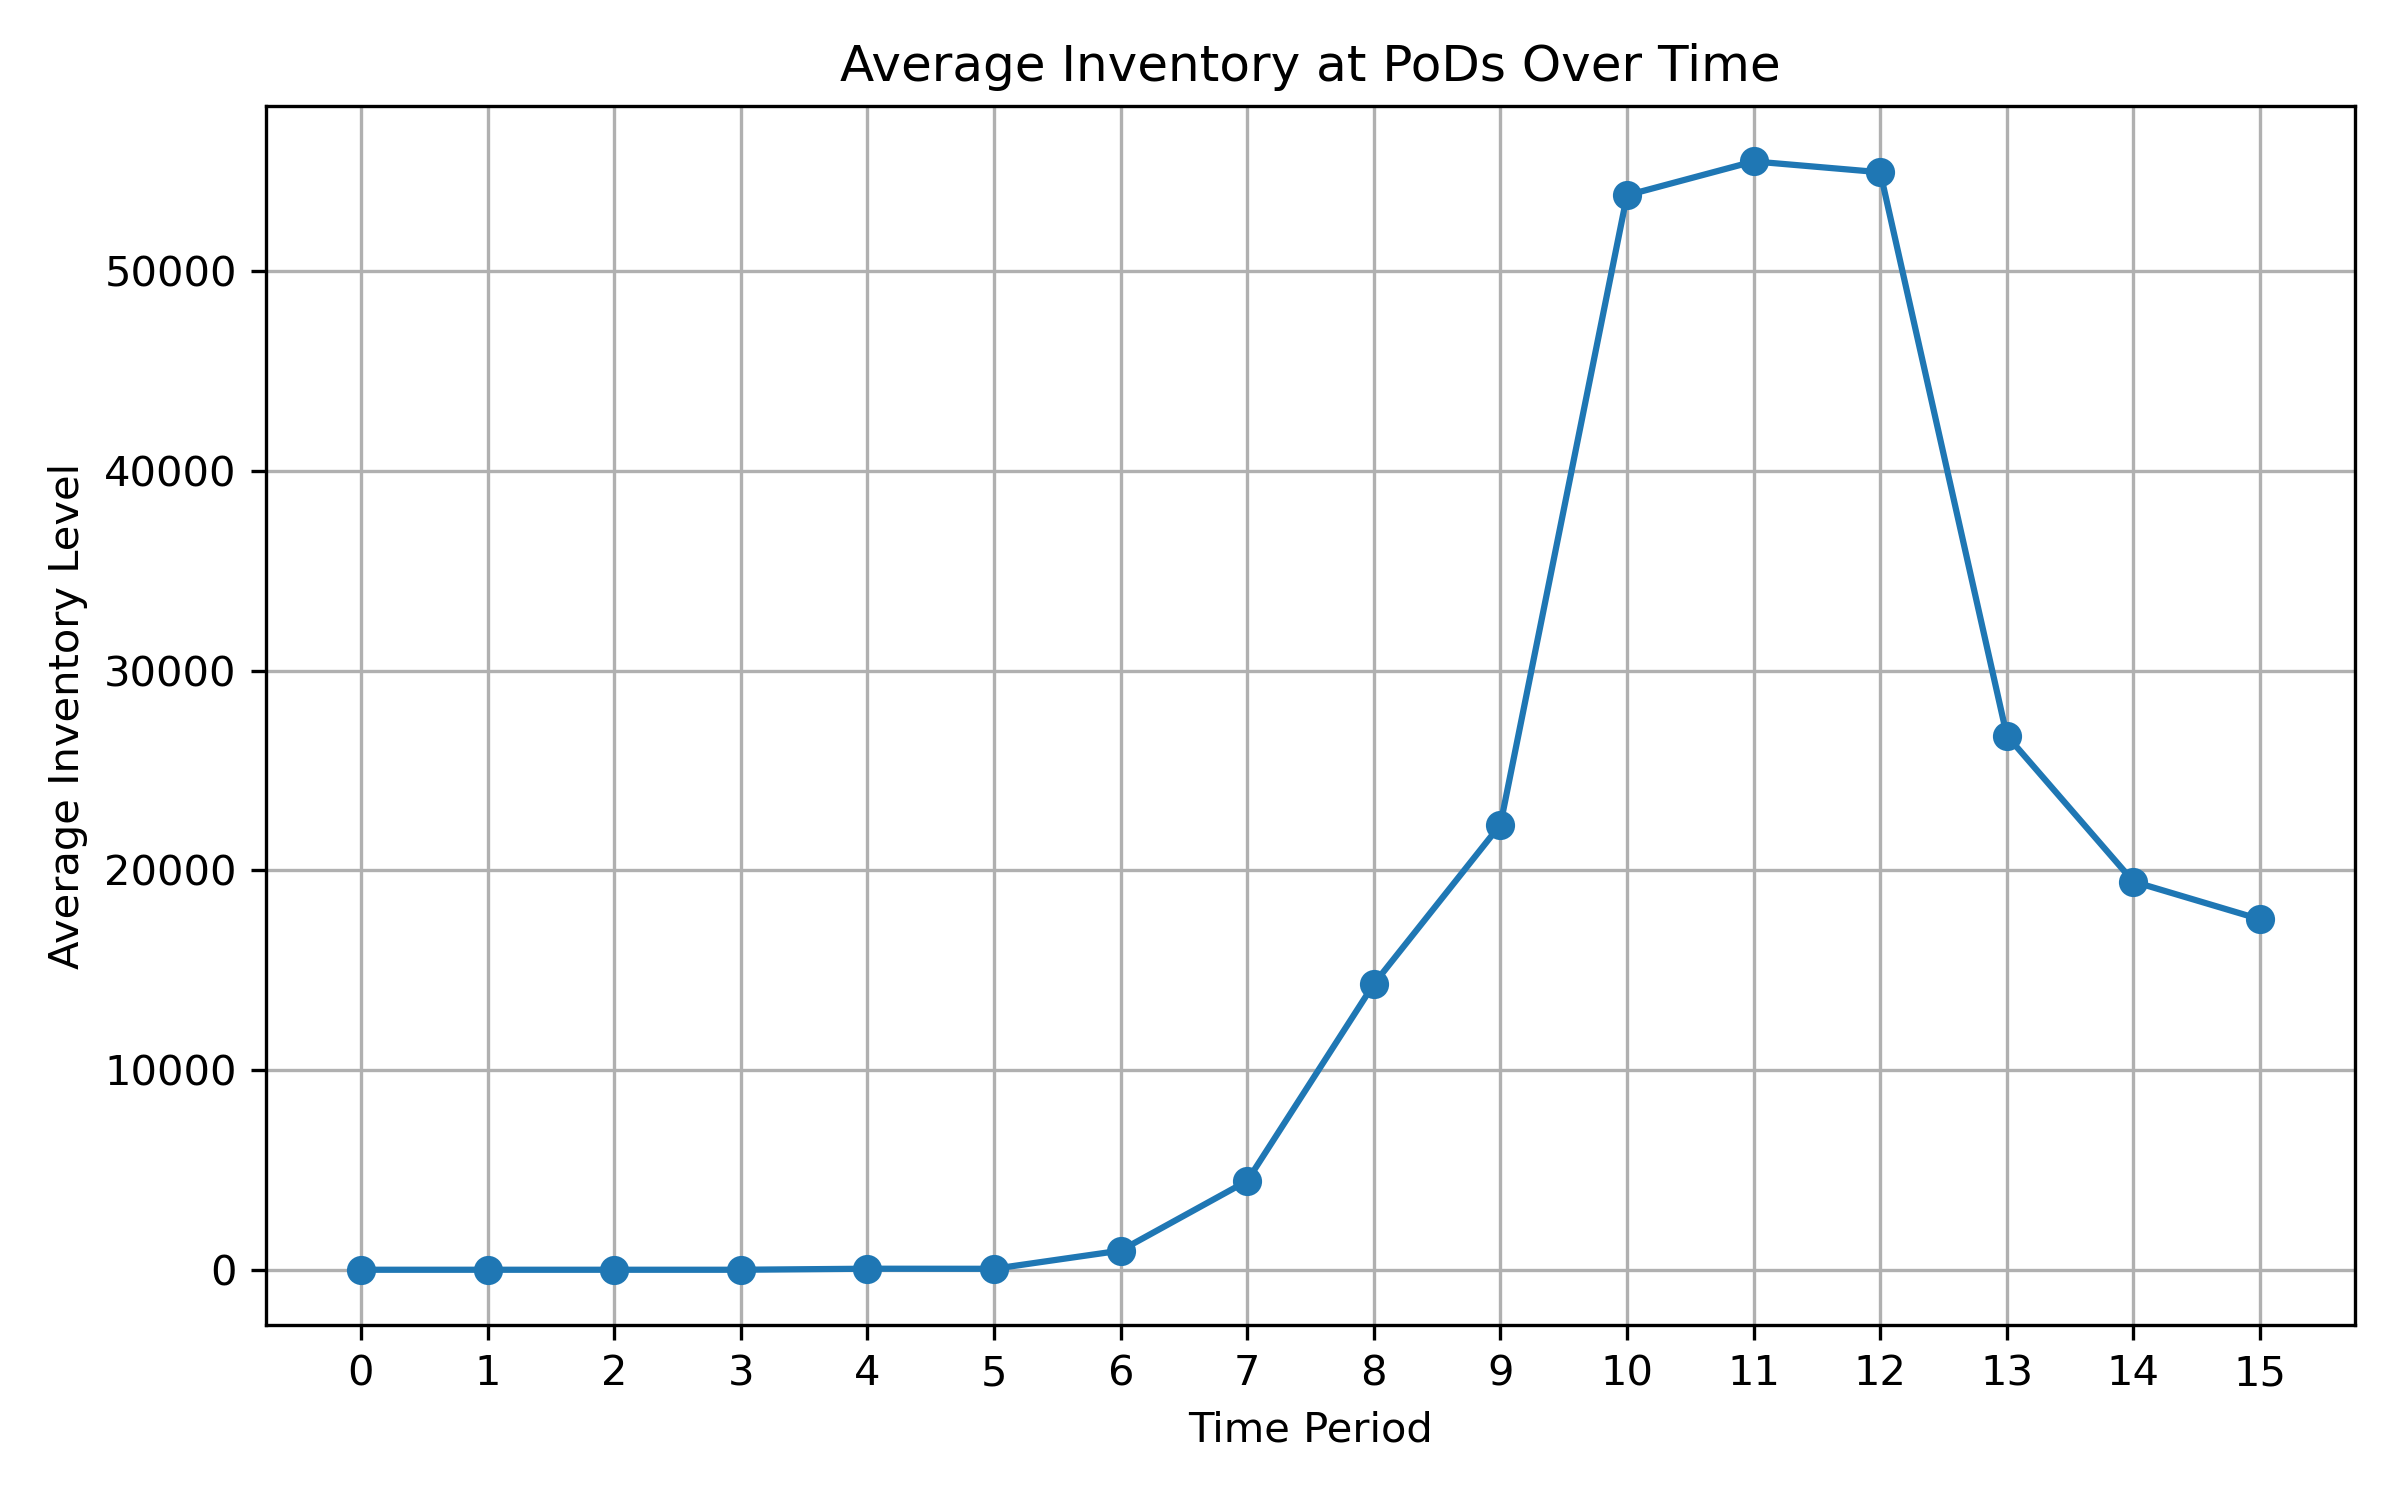 Average Inventory at PoDs Over Time
Average Inventory Level
50000
40000
30000
20000
10000
0
0 1 2 3 4 5 6 7 8 9 10 11 12 13 14 15
Time Period